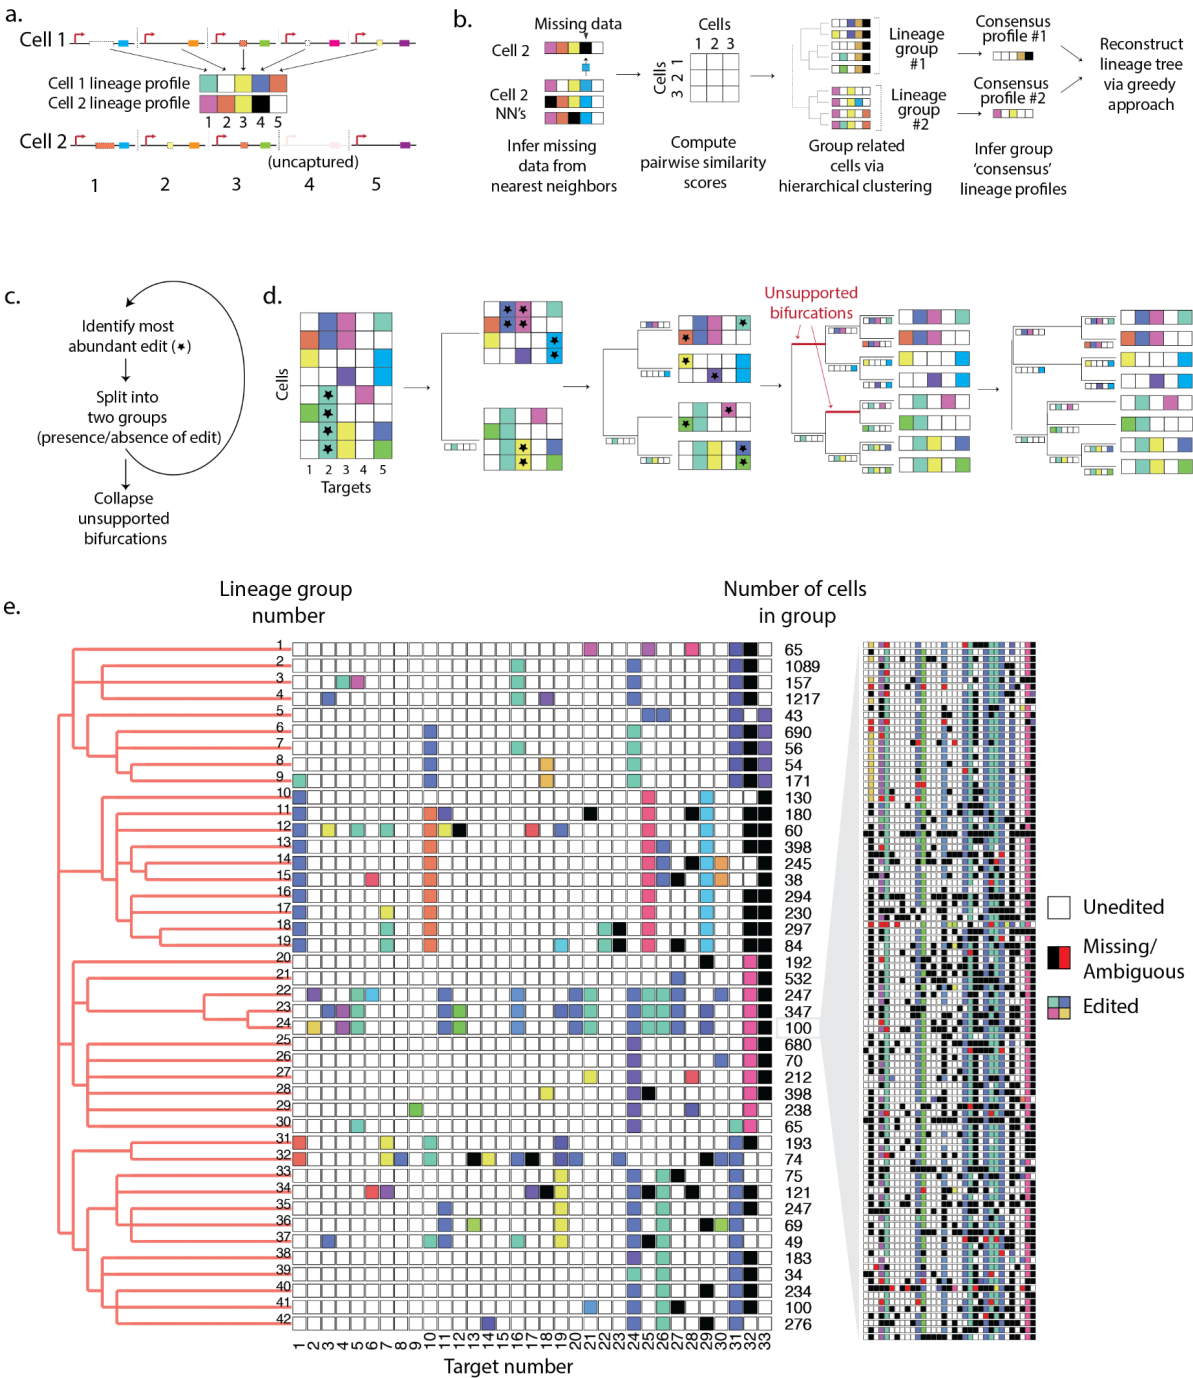 a.
Cell 1
Cell 1 lineage profile
Cell 2 lineage profile
1 2 3 4 5
Cell 2
(uncaptured)
1 2 3 4 5
b.
Missing data
Cell 2
Cell 2
NN's
Infer missing
data from
nearest neighbors
Cells
1 2 3
Cells
1
2
3
Compute
pairwise similarity
scores
Lineage
group
#1
Lineage
group
#2
Group related
cells via
hierarchical clustering
Consensus
profile #1
Consensus
profile #2
Infer group
'consensus'
lineage profiles
Reconstruct
lineage tree
via greedy
approach
c.
Identify most
abundant edit (★)
Split into
two groups
(presence/absence of edit)
Collapse
unsupported
bifurcations
d.
Cells
1 2 3 4 5
Targets
Unsupported
bifurcations
e.
Lineage group
number
Number of cells
in group
1 65
2 1089
3 157
4 1217
5 43
6 690
7 56
8 54
9 171
10 130
11 180
12 60
13 398
14 245
15 38
16 294
17 230
18 297
19 84
20 192
21 532
22 247
23 347
24 100
25 680
26 70
27 212
28 398
29 238
30 65
31 193
32 74
33 75
34 121
35 247
36 69
37 49
38 183
39 34
40 234
41 100
42 276
1 2 3 4 5 6 7 8 9 10 11 12 13 14 15 16 17 18 19 20 21 22 23 24 25 26 27 28 29 30 31 32 33
Target number
Unedited
Missing/
Ambiguous
Edited